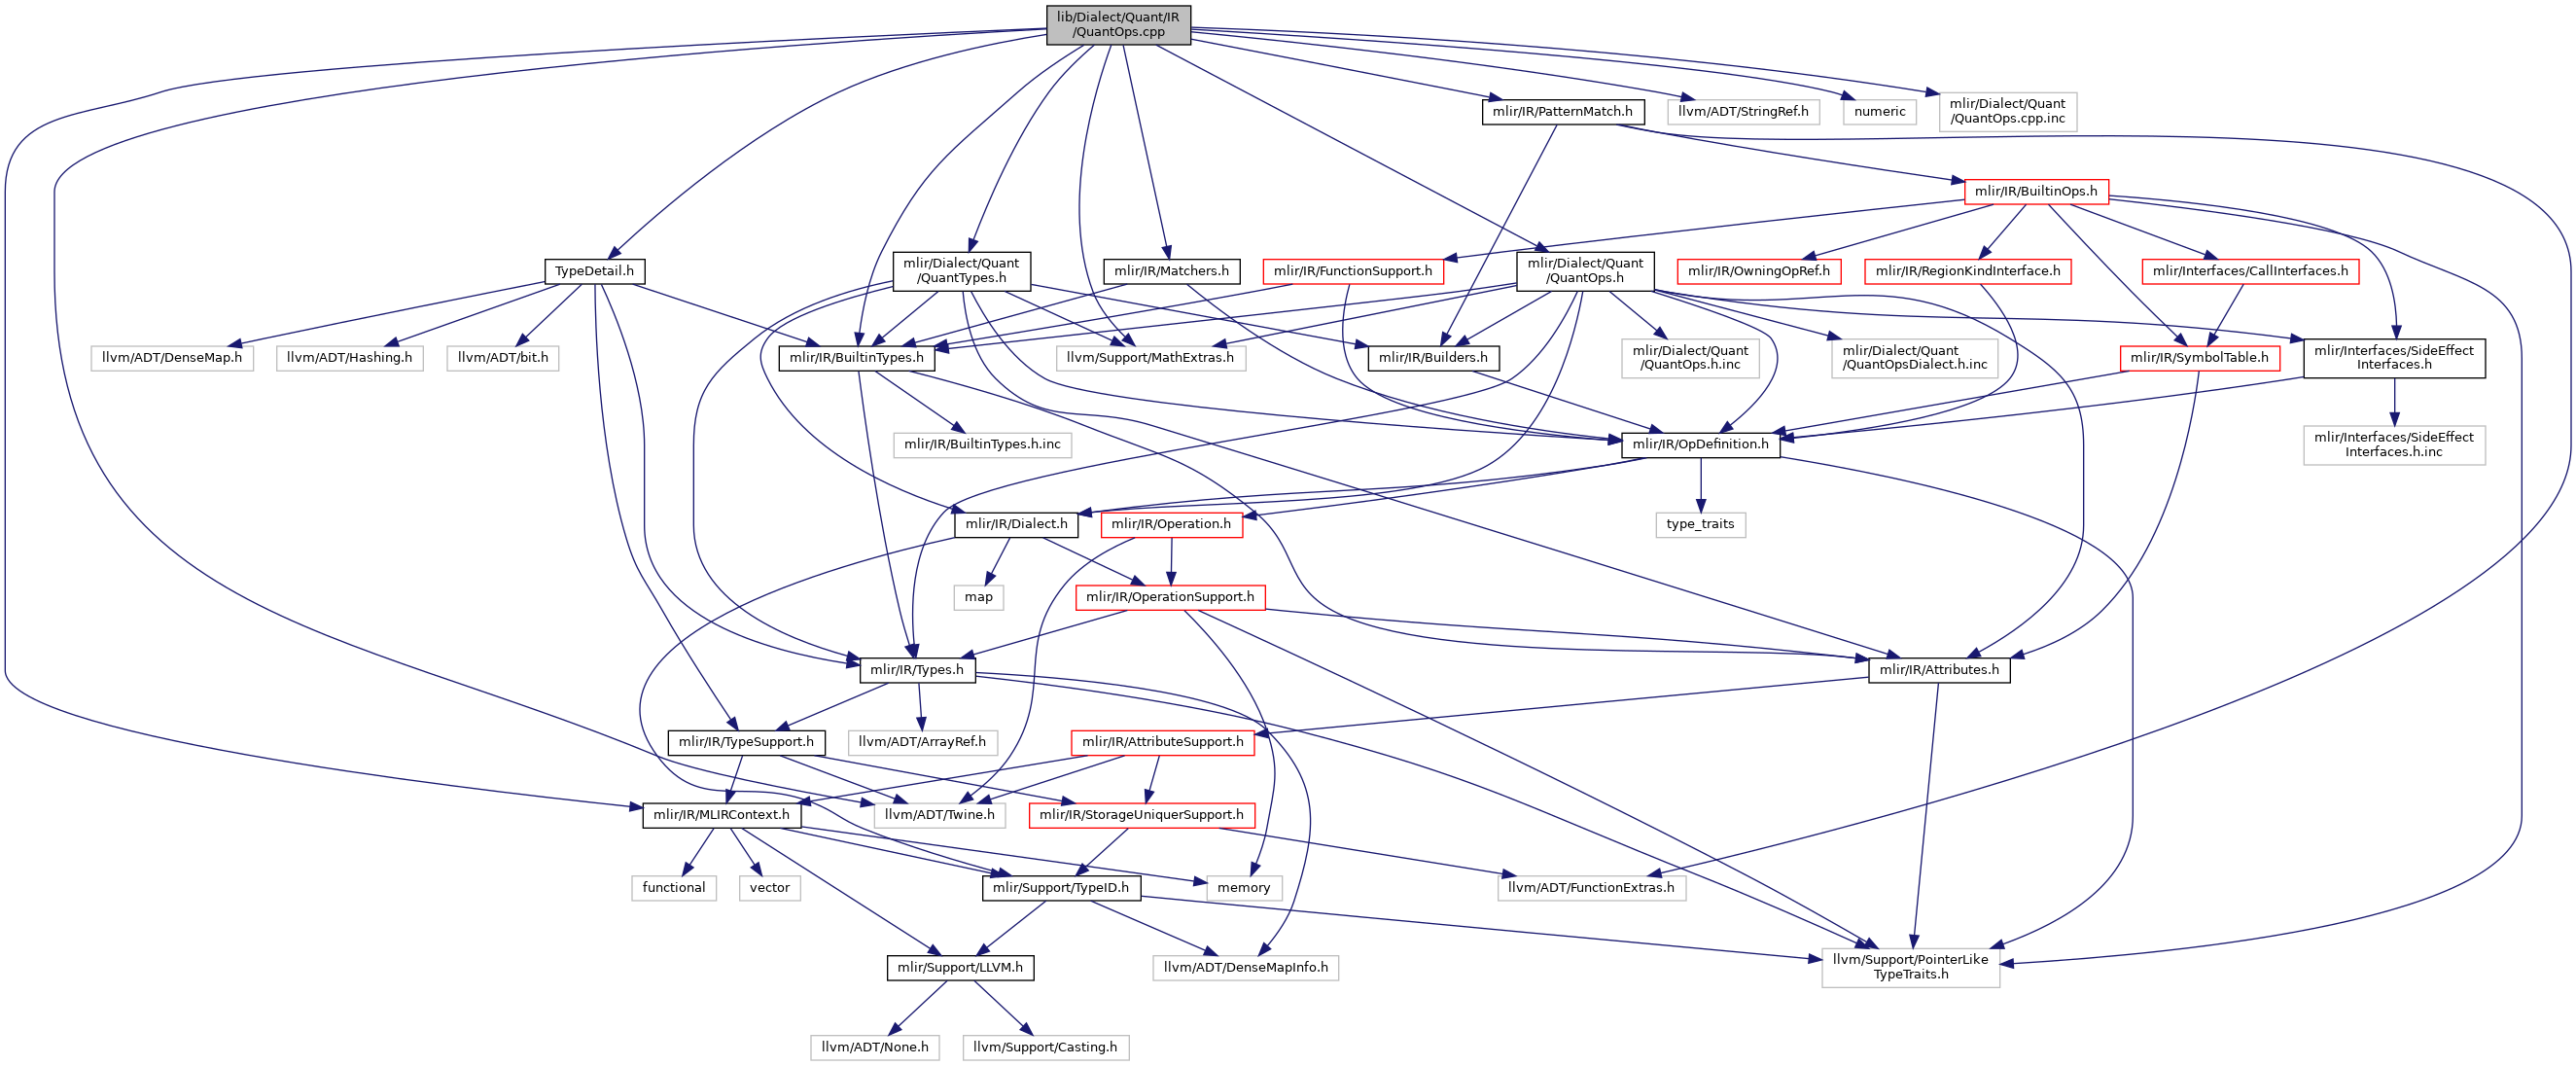 lib/Dialect/Quant/IR
/QuantOps.cpp
mlir/IR/PatternMatch.h
llvm/ADT/StringRef.h
numeric
mlir/Dialect/Quant
/QuantOps.cpp.inc
mlir/IR/BuiltinOps.h
TypeDetail.h
mlir/Dialect/Quant
/QuantTypes.h
mlir/IR/Matchers.h
mlir/IR/FunctionSupport.h
mlir/Dialect/Quant
/QuantOps.h
mlir/IR/OwningOpRef.h
mlir/IR/RegionKindInterface.h
mlir/Interfaces/CallInterfaces.h
llvm/ADT/DenseMap.h
llvm/ADT/Hashing.h
llvm/ADT/bit.h
mlir/IR/BuiltinTypes.h
llvm/Support/MathExtras.h
mlir/IR/Builders.h
mlir/Dialect/Quant
/QuantOps.h.inc
mlir/Dialect/Quant
/QuantOpsDialect.h.inc
mlir/IR/SymbolTable.h
mlir/Interfaces/SideEffect
Interfaces.h
mlir/IR/BuiltinTypes.h.inc
mlir/IR/OpDefinition.h
mlir/Interfaces/SideEffect
Interfaces.h.inc
mlir/IR/Dialect.h
mlir/IR/Operation.h
type_traits
map
mlir/IR/OperationSupport.h
mlir/IR/Types.h
mlir/IR/Attributes.h
mlir/IR/TypeSupport.h
llvm/ADT/ArrayRef.h
mlir/IR/AttributeSupport.h
mlir/IR/MLIRContext.h
llvm/ADT/Twine.h
mlir/IR/StorageUniquerSupport.h
functional
vector
mlir/Support/TypeID.h
memory
llvm/ADT/FunctionExtras.h
mlir/Support/LLVM.h
llvm/ADT/DenseMapInfo.h
llvm/Support/PointerLike
TypeTraits.h
llvm/ADT/None.h
llvm/Support/Casting.h